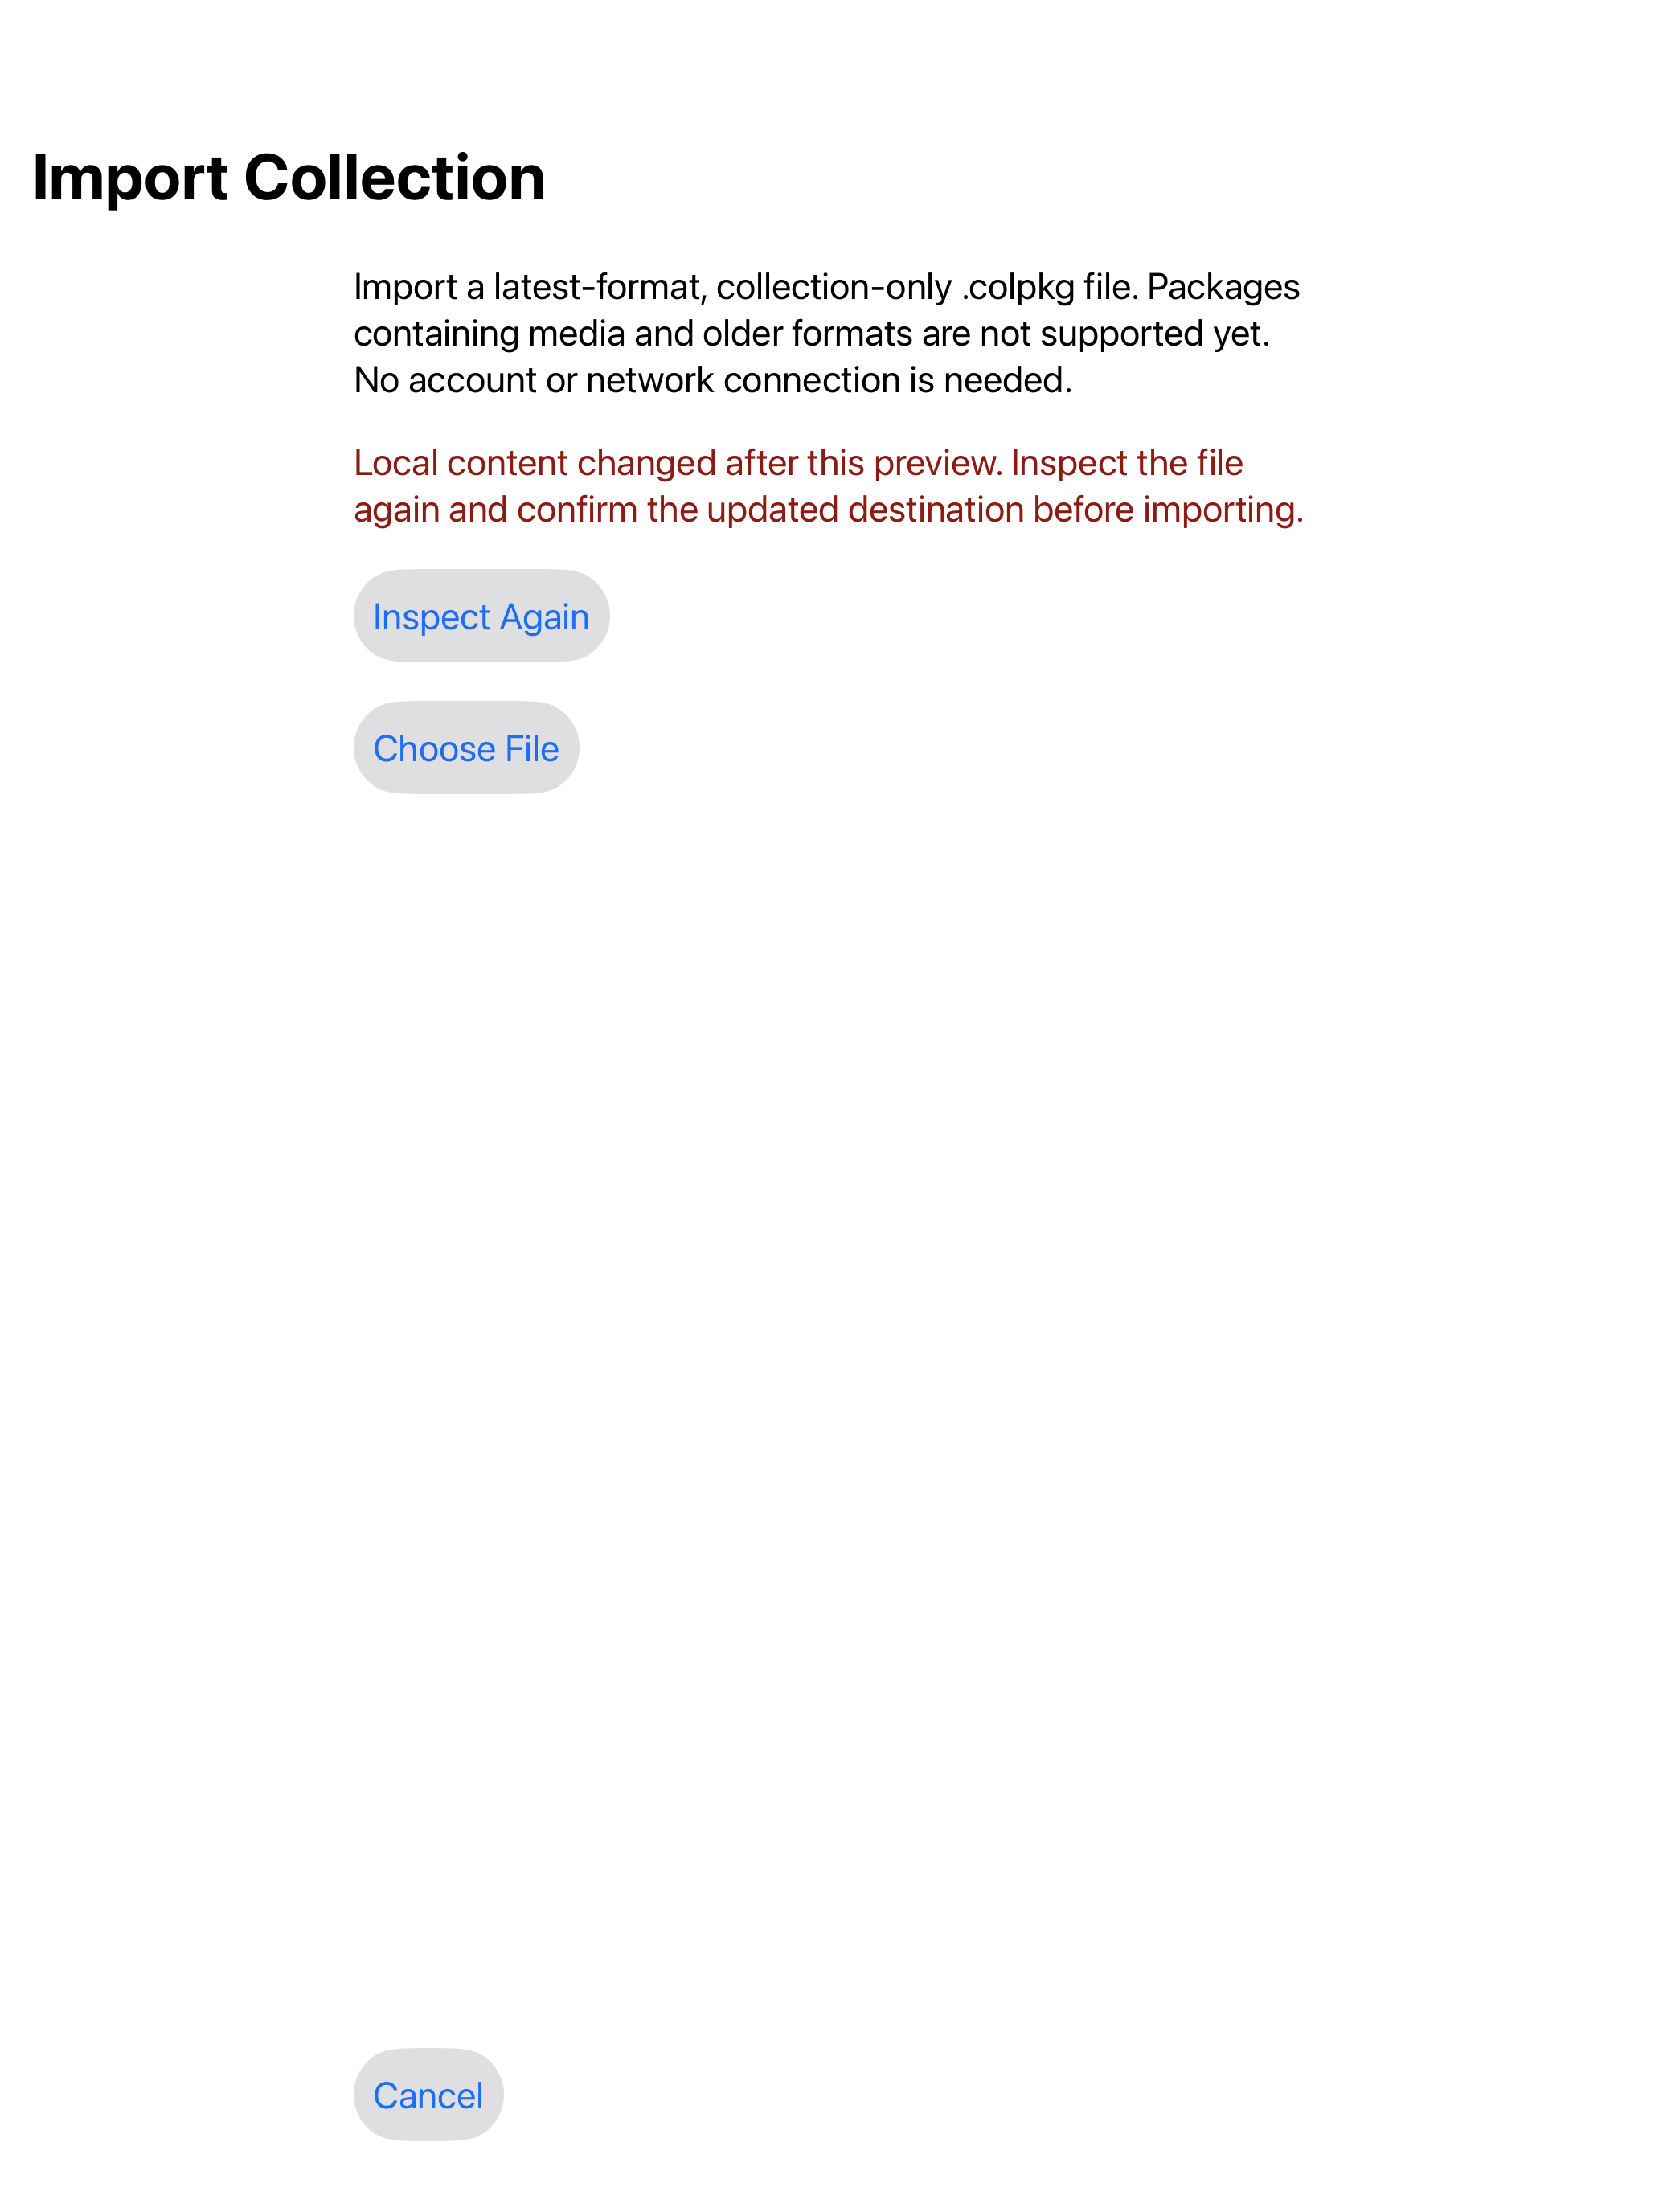 Import Collection
Import a latest-format, collection-only .colpkg file. Packages
containing media and older formats are not supported yet.
No account or network connection is needed.
Local content changed after this preview. Inspect the file
again and confirm the updated destination before importing.
Inspect Again
Choose File
Cancel